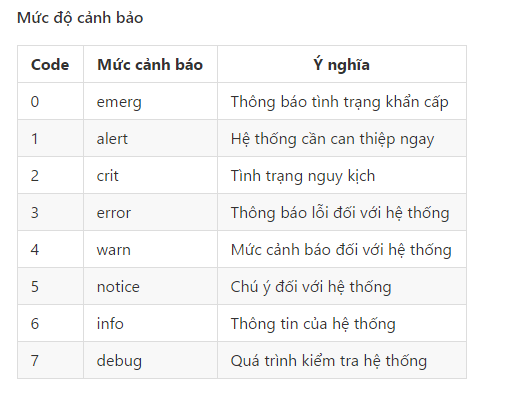 Mức độ cảnh bảo
Code Mức cảnh báo Ý nghĩa
0 emerg Thông báo tình trạng khẩn cấp
1 alert Hệ thống cần can thiệp ngay
2 crit Tình trạng nguy kịch
3 error Thông báo lỗi đối với hệ thống
4 warn Mức cảnh báo đối với hệ thống
5 notice Chú ý đối với hệ thống
6 info Thông tin của hệ thống
7 debug Quá trình kiểm tra hệ thống